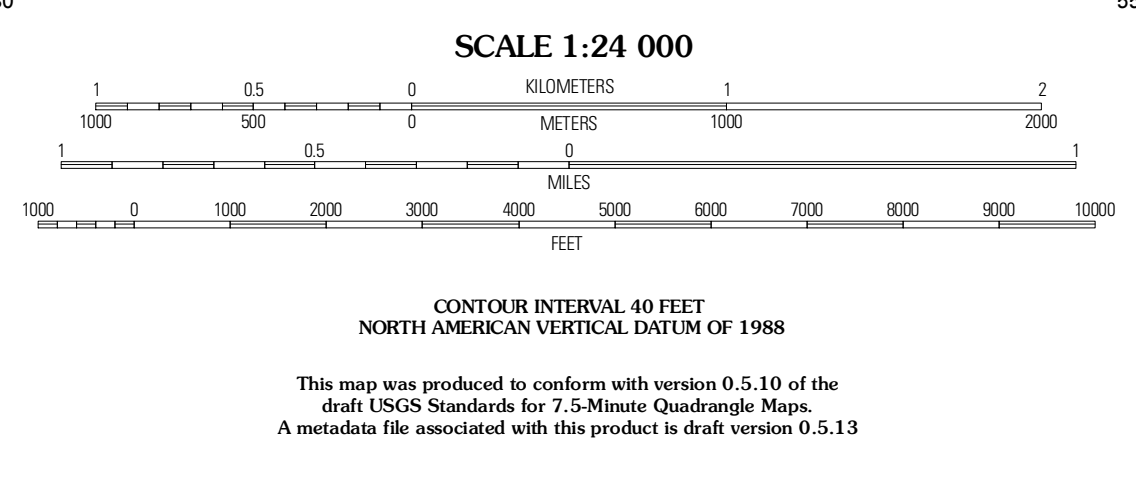 SCALE 1:24 000
1 0.5 0 KILOMETERS 1 2
1000 500 0 METERS 1000 2000
1 0.5 0 1
MILES
1000 0 1000 2000 3000 4000 5000 6000 7000 8000 9000 10000
FEET
CONTOUR INTERVAL 40 FEET
NORTH AMERICAN VERTICAL DATUM OF 1988
This map was produced to conform with version 0.5.10 of the
draft USGS Standards for 7.5-Minute Quadrangle Maps.
A metadata file associated with this product is draft version 0.5.13